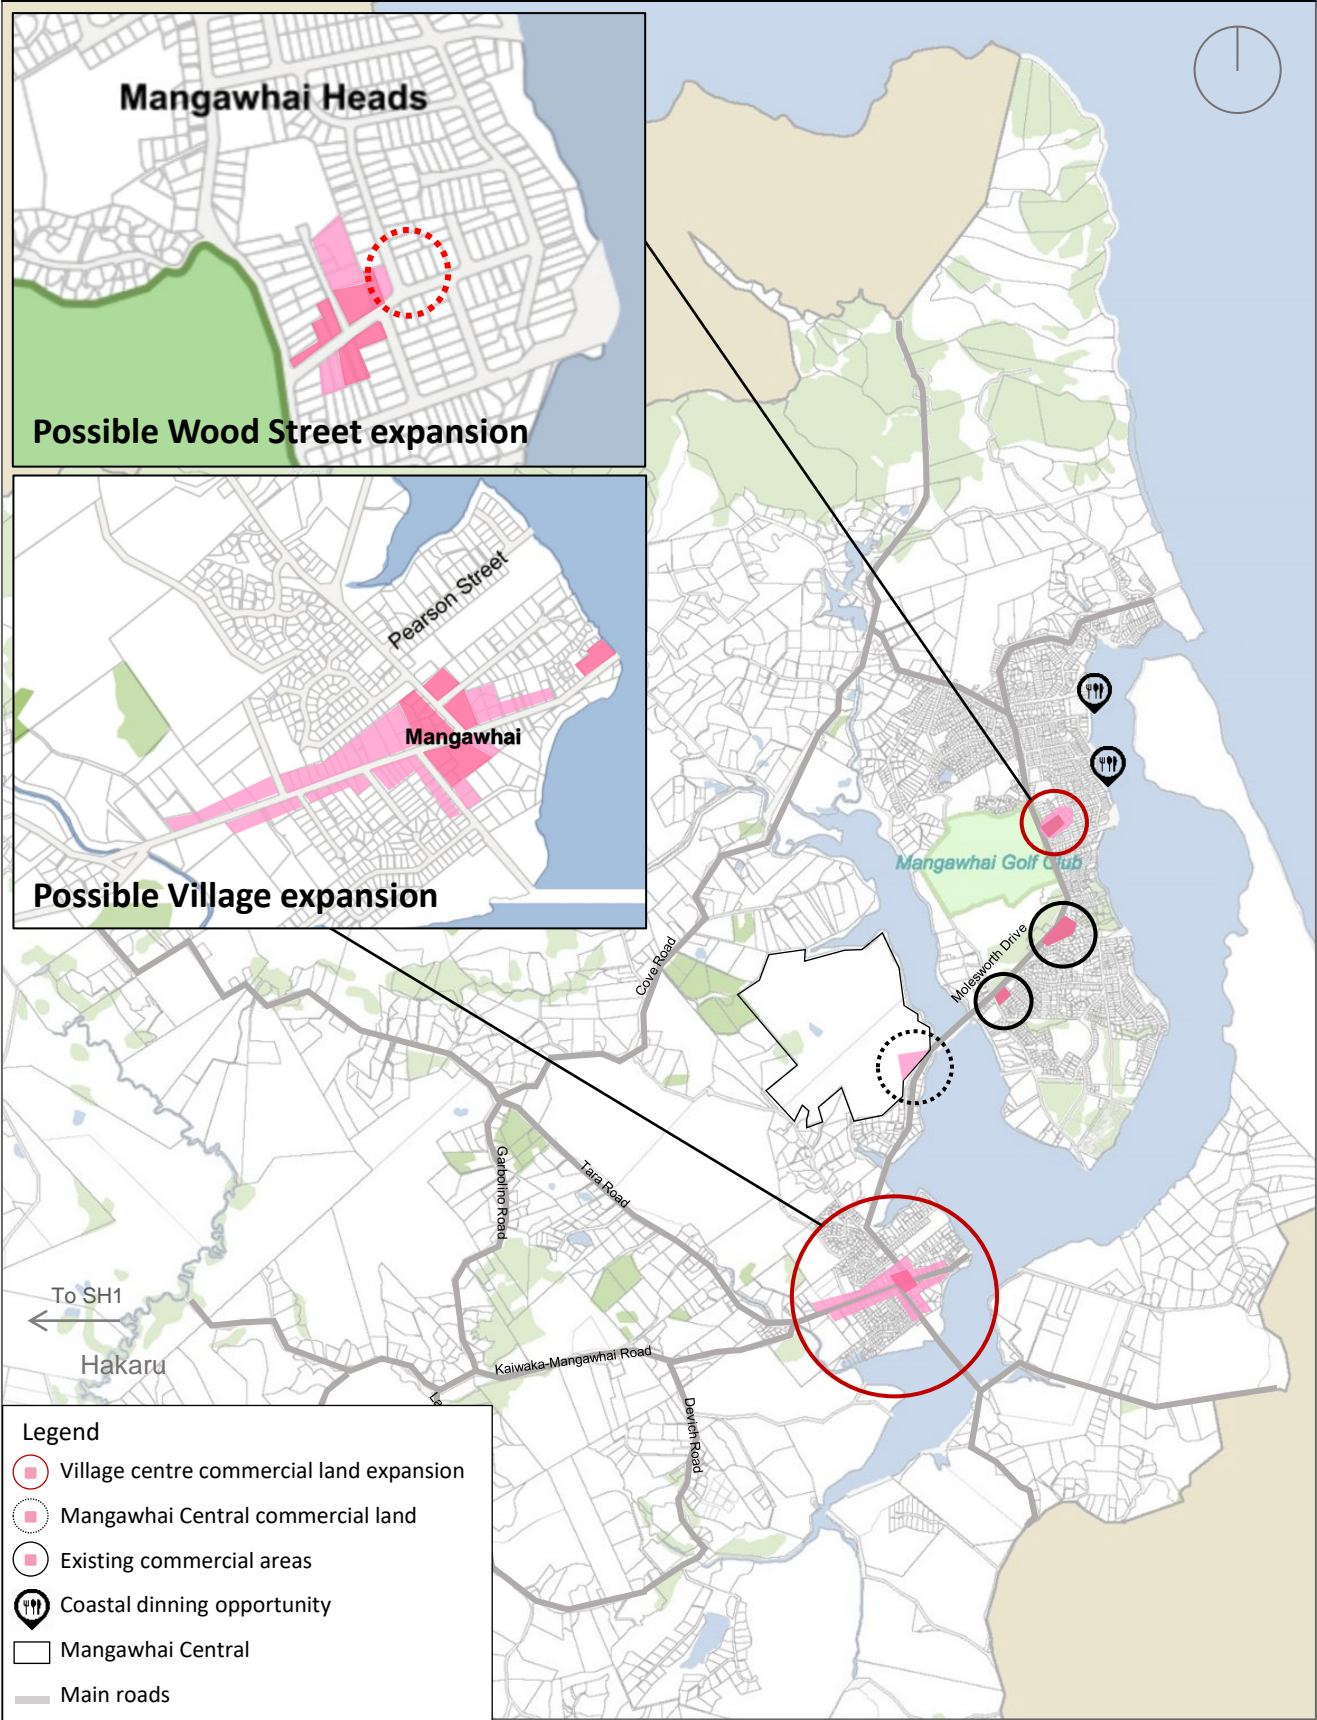 Mangawhai Heads
Possible Wood Street expansion
Pearson Street
Mangawhai
Possible Village expansion
Mangawhai Golf Club
Molesworth Drive
Cove Road
Garbolino Road
Tara Road
To SH1
Hakaru
Kaiwaka-Mangawhai Road
La
Devich Road
Legend
Village centre commercial land expansion
Mangawhai Central commercial land
Existing commercial areas
Coastal dinning opportunity
Mangawhai Central
Main roads